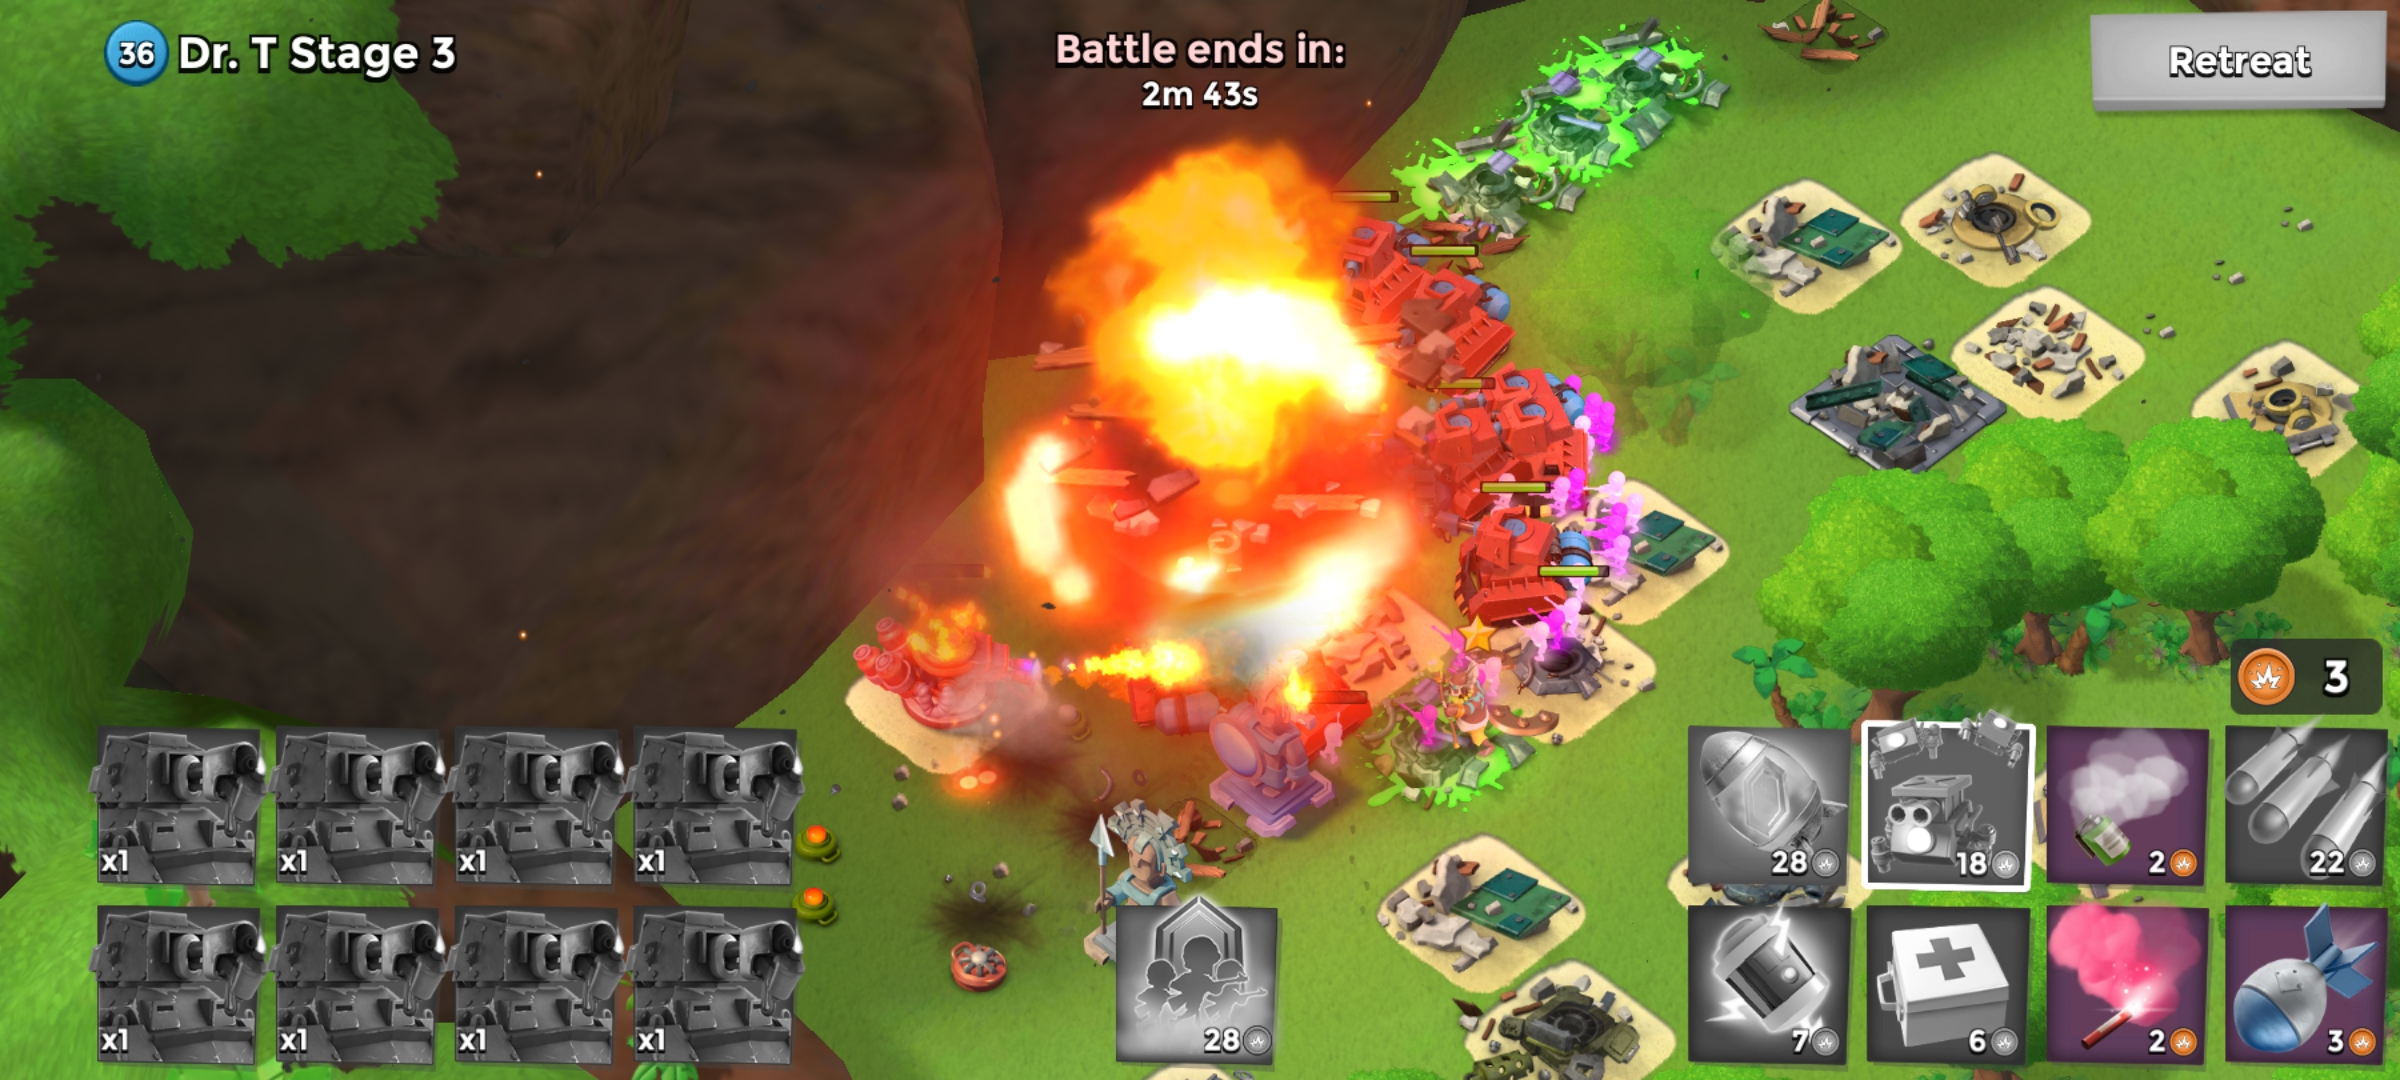 36 Dr. T Stage 3
Battle ends in:
2m 43s
Retreat
3
x1 x1 x1 x1
28 18 2 22
x1 x1 x1 x1
28
7 6 2 3